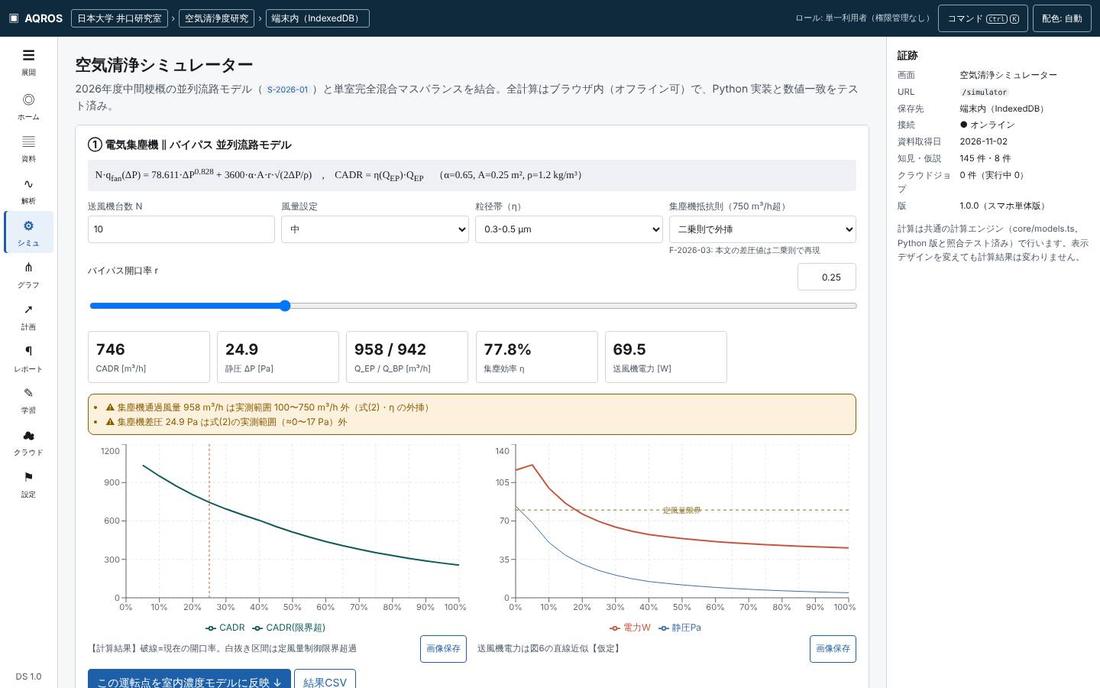 ▣ AQROS 日本大学 井口研究室 › 空気清浄度研究 › 端末内（IndexedDB） ロール: 単一利用者（権限管理なし） コマンド Ctrl K 配色: 自動
☰
展開
ホーム
資料
解析
シミュ
グラフ
計画
レポート
学習
クラウド
設定
DS 1.0
空気清浄シミュレーター
2026年度中間梗概の並列流路モデル（ S-2026-01 ）と単室完全混合マスバランスを結合。全計算はブラウザ内（オフライン可）で、Python 実装と数値一致をテス
ト済み。
① 電気集塵機 ∥ バイパス 並列流路モデル
N·qfan(ΔP) = 78.611·ΔP0.828 + 3600·α·A·r·√(2ΔP/ρ) , CADR = η(QEP)·QEP （α=0.65, A=0.25 m², ρ=1.2 kg/m³）
送風機台数 N 風量設定 粒径帯（η） 集塵機抵抗則（750 m³/h超）
10 中 0.3-0.5 μm 二乗則で外挿
F-2026-03: 本文の差圧値は二乗則で再現
バイパス開口率 r 0.25
746 24.9 958 / 942 77.8% 69.5
CADR [m³/h] 静圧 ΔP [Pa] Q_EP / Q_BP [m³/h] 集塵効率 η 送風機電力 [W]
• ⚠ 集塵機通過風量 958 m³/h は実測範囲 100〜750 m³/h 外（式(2)・η の外挿）
• ⚠ 集塵機差圧 24.9 Pa は式(2)の実測範囲（≈0〜17 Pa）外
1200
900
600
300
0
0% 10% 20% 30% 40% 50% 60% 70% 80% 90% 100%
CADR CADR(限界超)
【計算結果】破線=現在の開口率。白抜き区間は定風量制御限界超過 画像保存
140
105
70
35
0
定風量限界
0% 10% 20% 30% 40% 50% 60% 70% 80% 90% 100%
電力W 静圧Pa
送風機電力は図6の直線近似【仮定】 画像保存
この運転点を室内濃度モデルに反映 ↓ 結果CSV
証跡
画面 空気清浄シミュレーター
URL /simulator
保存先 端末内（IndexedDB）
接続 ● オンライン
資料取得日 2026-11-02
知見・仮説 145 件・8 件
クラウドジョ
ブ 0 件（実行中 0）
版 1.0.0（スマホ単体版）
計算は共通の計算エンジン（core/models.ts。
Python 版と照合テスト済み）で行います。表示
デザインを変えても計算結果は変わりません。